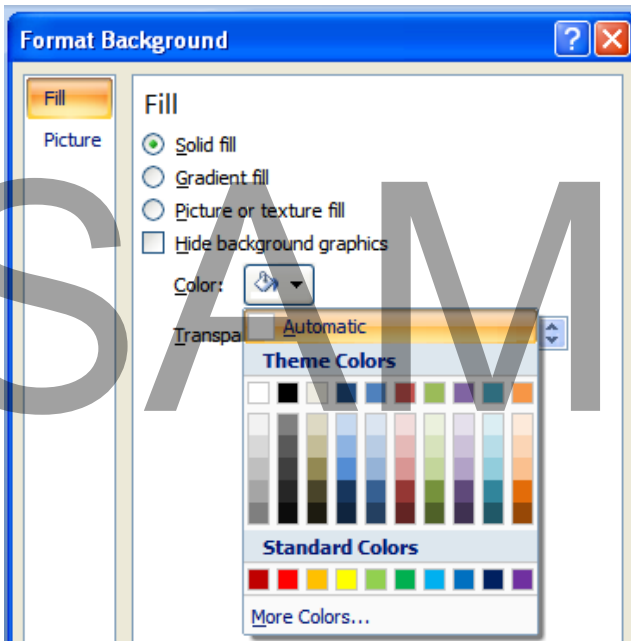 Format Background
Fill
Picture
Fill
Solid fill
Gradient fill
Picture or texture fill
Hide background graphics
Color:
Transpa
Automatic
Theme Colors
Standard Colors
More Colors...
SAM